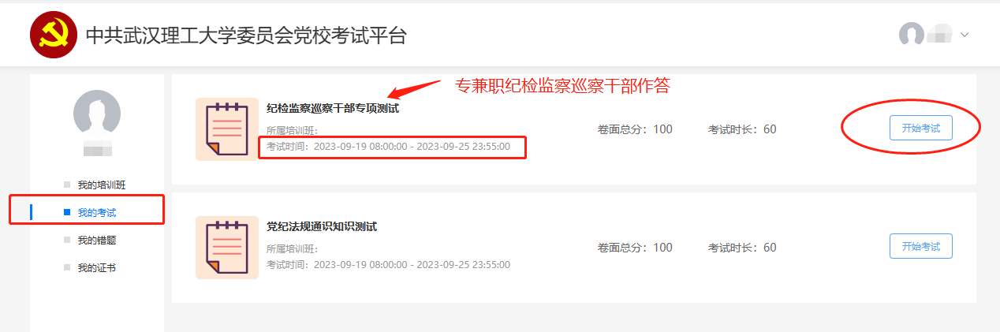 中共武汉理工大学委员会党校考试平台
专兼职纪检监察巡察干部作答
纪检监察巡察干部专项测试
所属培训班：
考试时间：2023-09-19 08:00:00 - 2023-09-25 23:55:00
卷面总分：100
考试时长：60
开始考试
我的培训班
我的考试
我的错题
我的证书
党纪法规通识知识测试
所属培训班：
考试时间：2023-09-19 08:00:00 - 2023-09-25 23:55:00
卷面总分：100
考试时长：60
开始考试